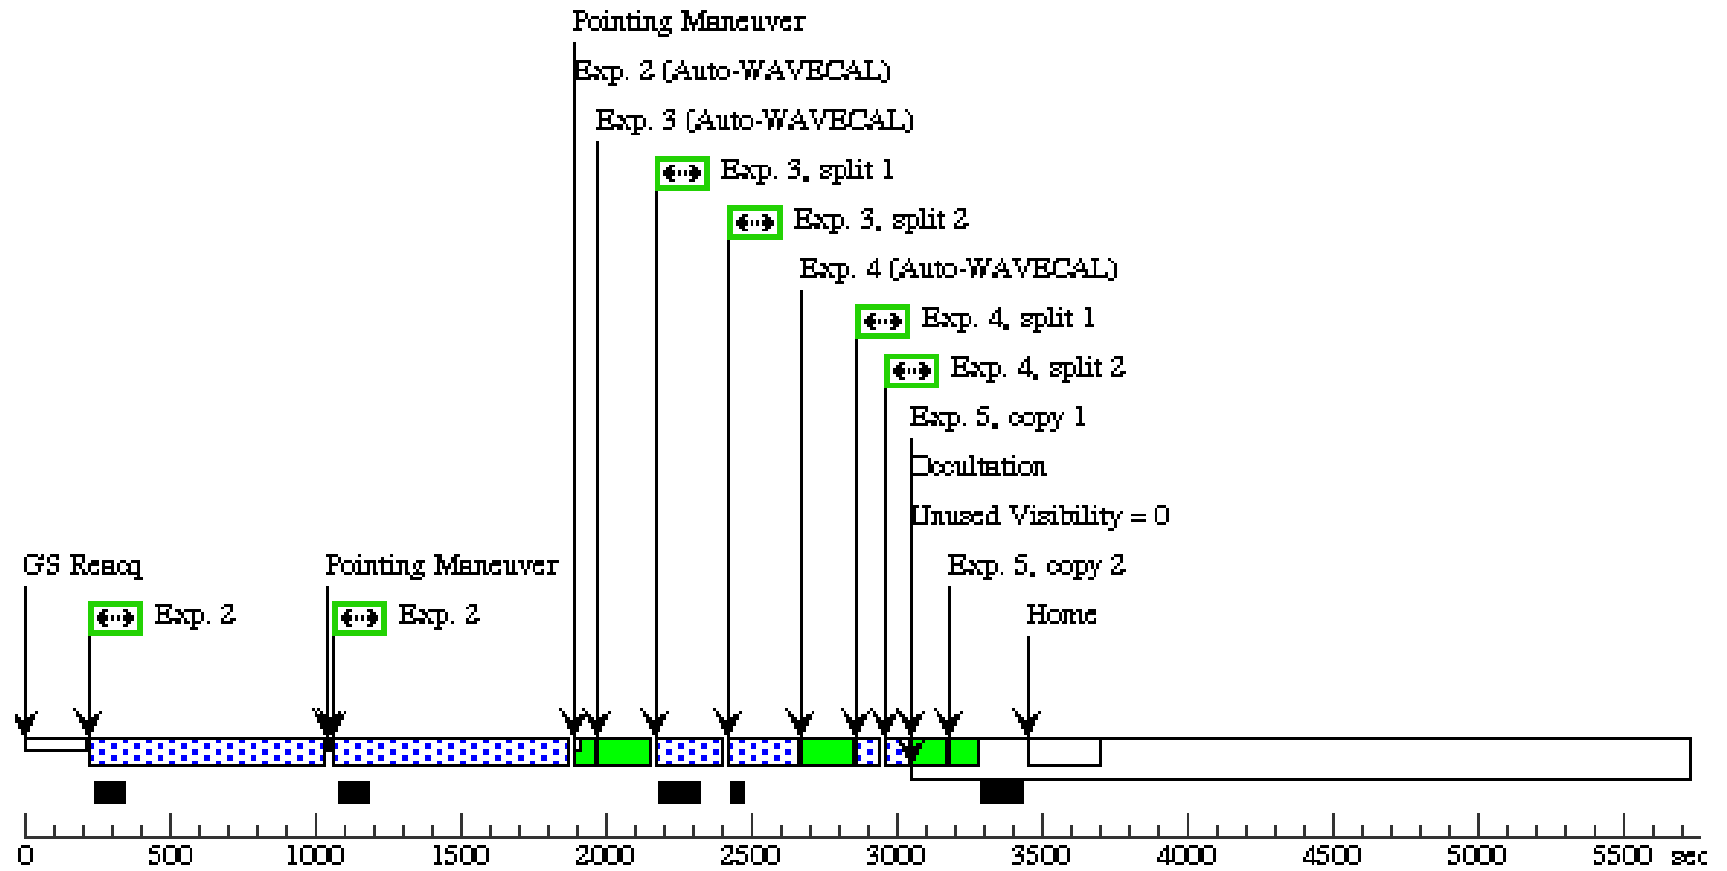 Pointing Maneuver
Exp. 2 (Auto-WAVECAL)
Exp. 3 (Auto-WAVECAL)
Exp. 3, split 1
Exp. 3, split 2
Exp. 4 (Auto-WAVECAL)
Exp. 4, split 1
Exp. 4, split 2
Exp. 5, copy 1
Occultation
Unused Visibility = 0
GS Reacq
Pointing Maneuver
Exp. 5, copy 2
Exp. 2
Exp. 2
Home
0 500 1000 1500 2000 2500 3000 3500 4000 4500 5000 5500 sec